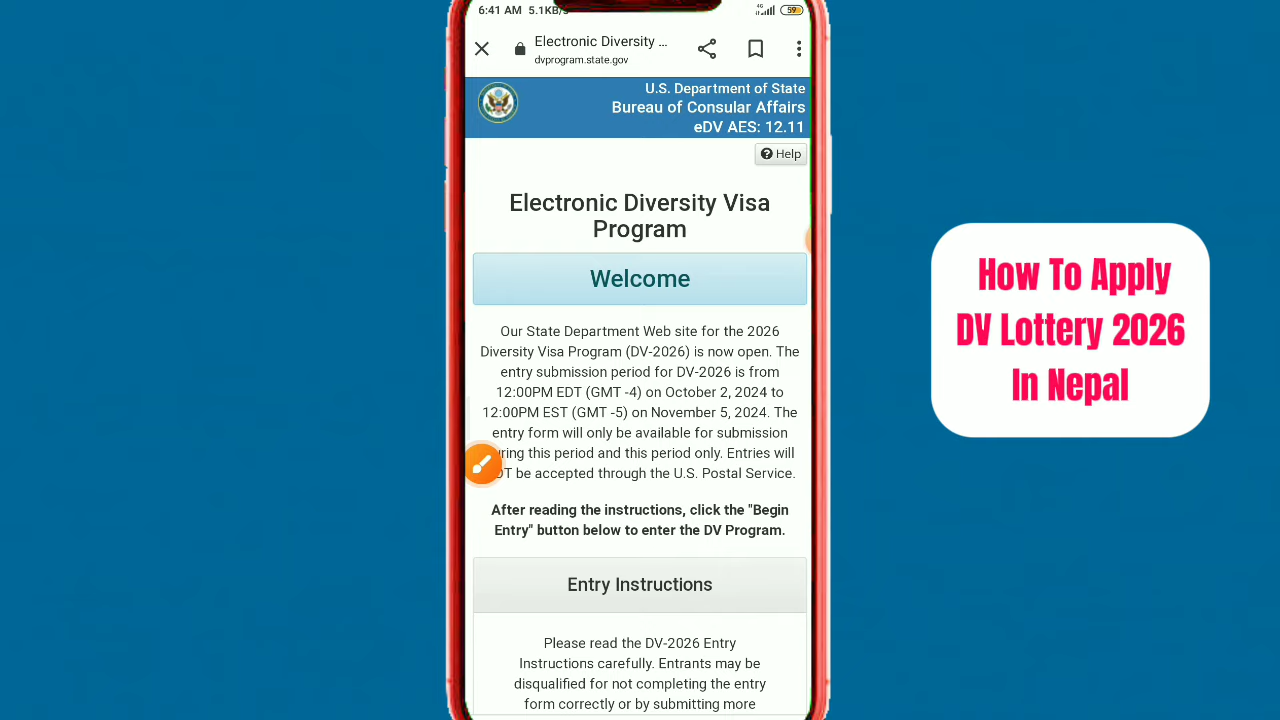 6:41 AM 5.1KB/s
4G
59
Electronic Diversity ...
dvprogram.state.gov
U.S. Department of State
Bureau of Consular Affairs
eDV AES: 12.11
Help
Electronic Diversity Visa
Program
Welcome
Our State Department Web site for the 2026
Diversity Visa Program (DV-2026) is now open. The
entry submission period for DV-2026 is from
12:00PM EDT (GMT -4) on October 2, 2024 to
12:00PM EST (GMT -5) on November 5, 2024. The
entry form will only be available for submission
during this period and this period only. Entries will
NOT be accepted through the U.S. Postal Service.
After reading the instructions, click the "Begin
Entry" button below to enter the DV Program.
Entry Instructions
Please read the DV-2026 Entry
Instructions carefully. Entrants may be
disqualified for not completing the entry
form correctly or by submitting more
How To Apply
DV Lottery 2026
In Nepal